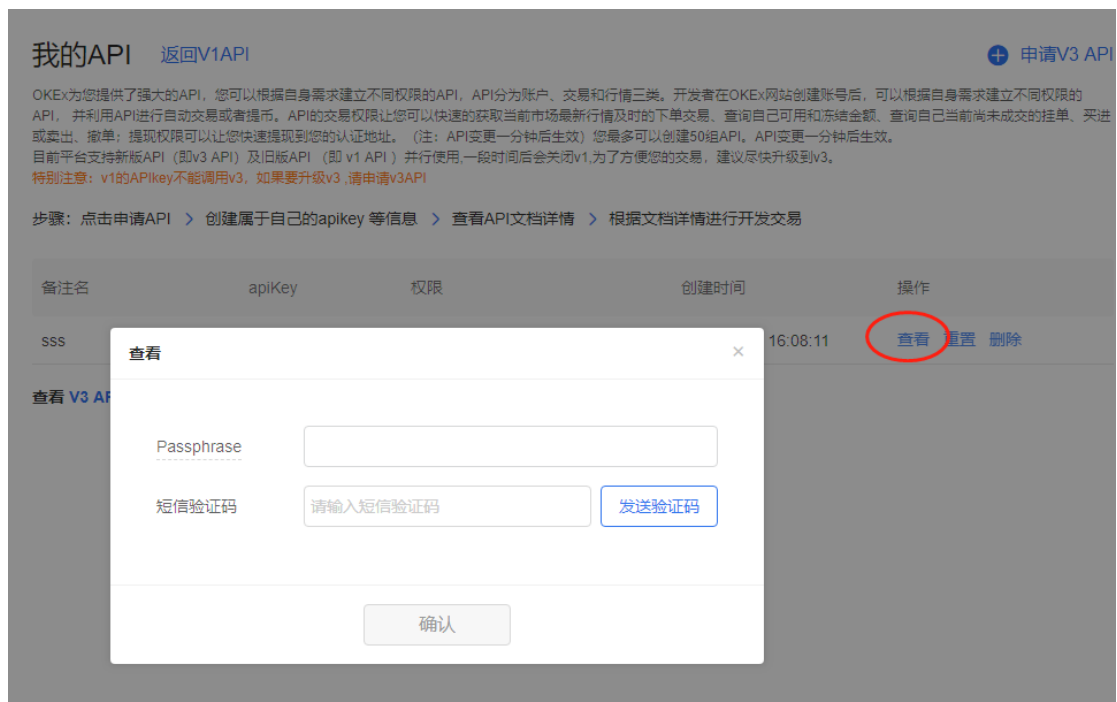 我的API 返回V1API 申请V3 API
OKEx为您提供了强大的API，您可以根据自身需求建立不同权限的API，API分为账户、交易和行情三类。开发者在OKEx网站创建账号后，可以根据自身需求建立不同权限的
API， 并利用API进行自动交易或者提币。API的交易权限让您可以快速的获取当前市场最新行情及时的下单交易、查询自己可用和冻结金额、查询自己当前尚未成交的挂单、买进
或卖出、撤单；提现权限可以让您快速提现到您的认证地址。（注：API变更一分钟后生效）您最多可以创建50组API。API变更一分钟后生效。
目前平台支持新版API（即v3 API）及旧版API （即 v1 API ）并行使用,一段时间后会关闭v1,为了方便您的交易，建议尽快升级到v3。
特别注意：v1的APIkey不能调用v3，如果要升级v3 ,请申请v3API
步骤：点击申请API > 创建属于自己的apikey 等信息 > 查看API文档详情 > 根据文档详情进行开发交易
备注名 apiKey 权限 创建时间 操作
sss 16:08:11 查看 重置 删除
查看 V3 AP
查看 ×
Passphrase
短信验证码 请输入短信验证码 发送验证码
确认